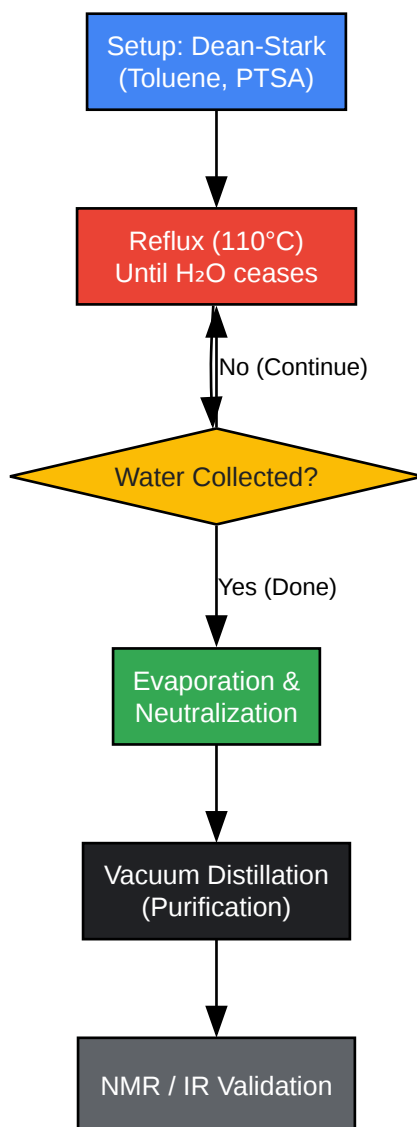 Setup: Dean-Stark
(Toluene, PTSA)
Reflux (110°C)
Until H₂O ceases
No (Continue)
Water Collected?
Yes (Done)
Evaporation &
Neutralization
Vacuum Distillation
(Purification)
NMR / IR Validation